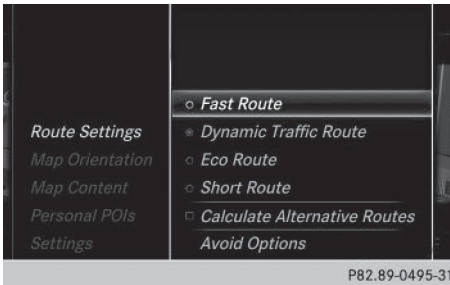 Fast Route
Route Settings
Dynamic Traffic Route
Map Orientation
Eco Route
Map Content
Short Route
Personal POIs
Calculate Alternative Routes
Settings
Avoid Options
P82.89-0495-31